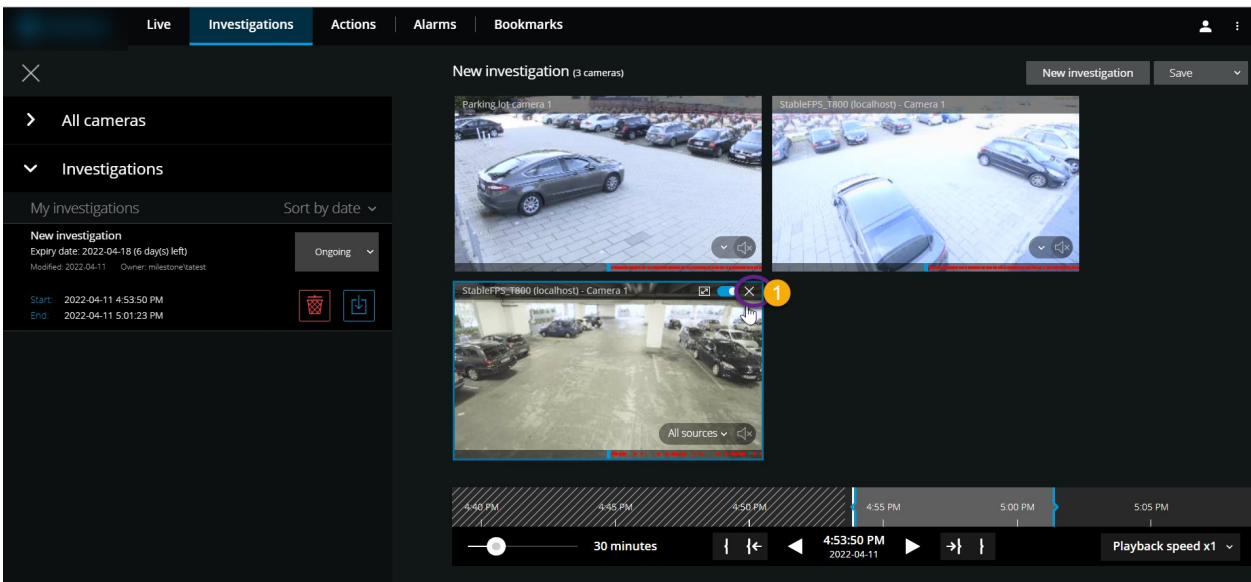 Live
Investigations
Actions
Alarms
Bookmarks
New investigation (3 cameras)
New investigation
Save
All cameras
Investigations
My investigations
Sort by date
New investigation
Expiry date: 2022-04-18 (6 day(s) left)
Modified: 2022-04-11 Owner: milestone\tatest
Ongoing
Start: 2022-04-11 4:53:50 PM
End: 2022-04-11 5:01:23 PM
Parking lot camera 1
StableFPS_T800 (localhost) - Camera 1
StableFPS_T800 (localhost) - Camera 1
1
All sources
4:40 PM
4:45 PM
4:50 PM
4:55 PM
5:00 PM
5:05 PM
30 minutes
4:53:50 PM
2022-04-11
Playback speed x1